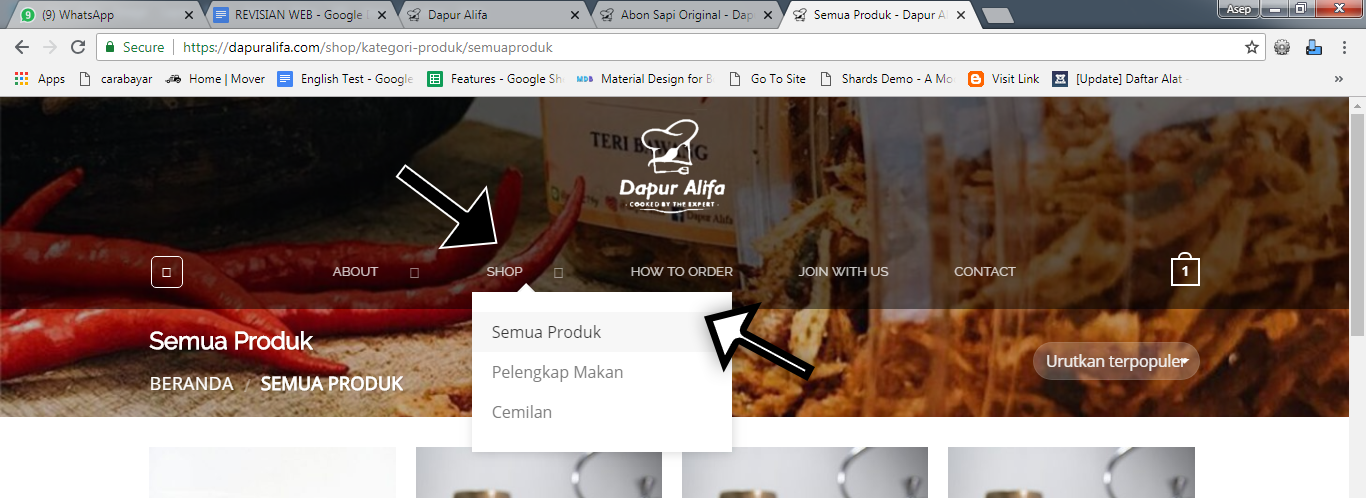 Asep
(9) WhatsApp
REVISIAN WEB - Google
Dapur Alifa
Abon Sapi Original - Dap
Semua Produk - Dapur Al
Secure
https://dapuralifa.com/shop/kategori-produk/semuaproduk
Apps
carabayar
Home | Mover
English Test - Google
Features - Google She
Material Design for B
Go To Site
Shards Demo - A Mo
Visit Link
[Update] Daftar Alat -
»
TERI BAWANG
Dapur Alifa
· COOKED BY THE EXPERT ·
Dapur Alifa
ABOUT
SHOP
HOW TO ORDER
JOIN WITH US
CONTACT
1
Semua Produk
BERANDA / SEMUA PRODUK
Semua Produk
Pelengkap Makan
Cemilan
Urutkan terpopuler